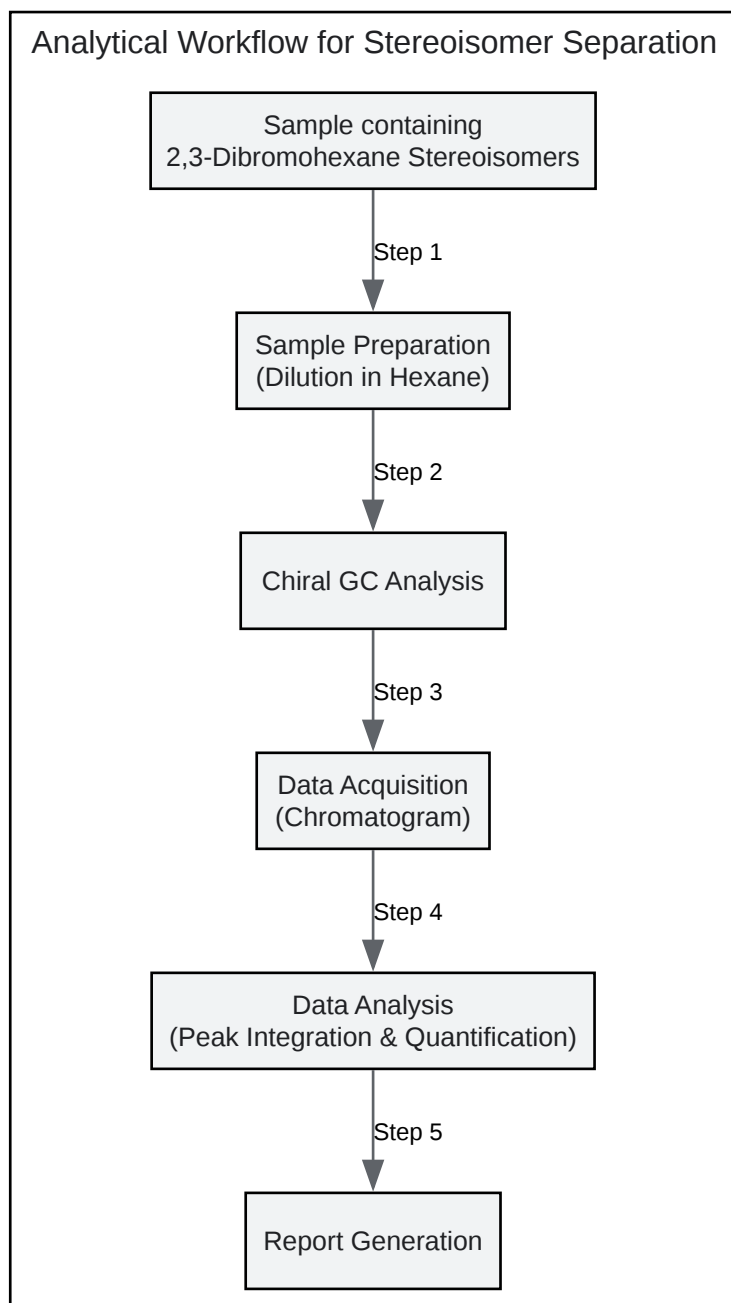 Analytical Workflow for Stereoisomer Separation
Sample containing
2,3-Dibromohexane Stereoisomers
Step 1
Sample Preparation
(Dilution in Hexane)
Step 2
Chiral GC Analysis
Step 3
Data Acquisition
(Chromatogram)
Step 4
Data Analysis
(Peak Integration & Quantification)
Step 5
Report Generation